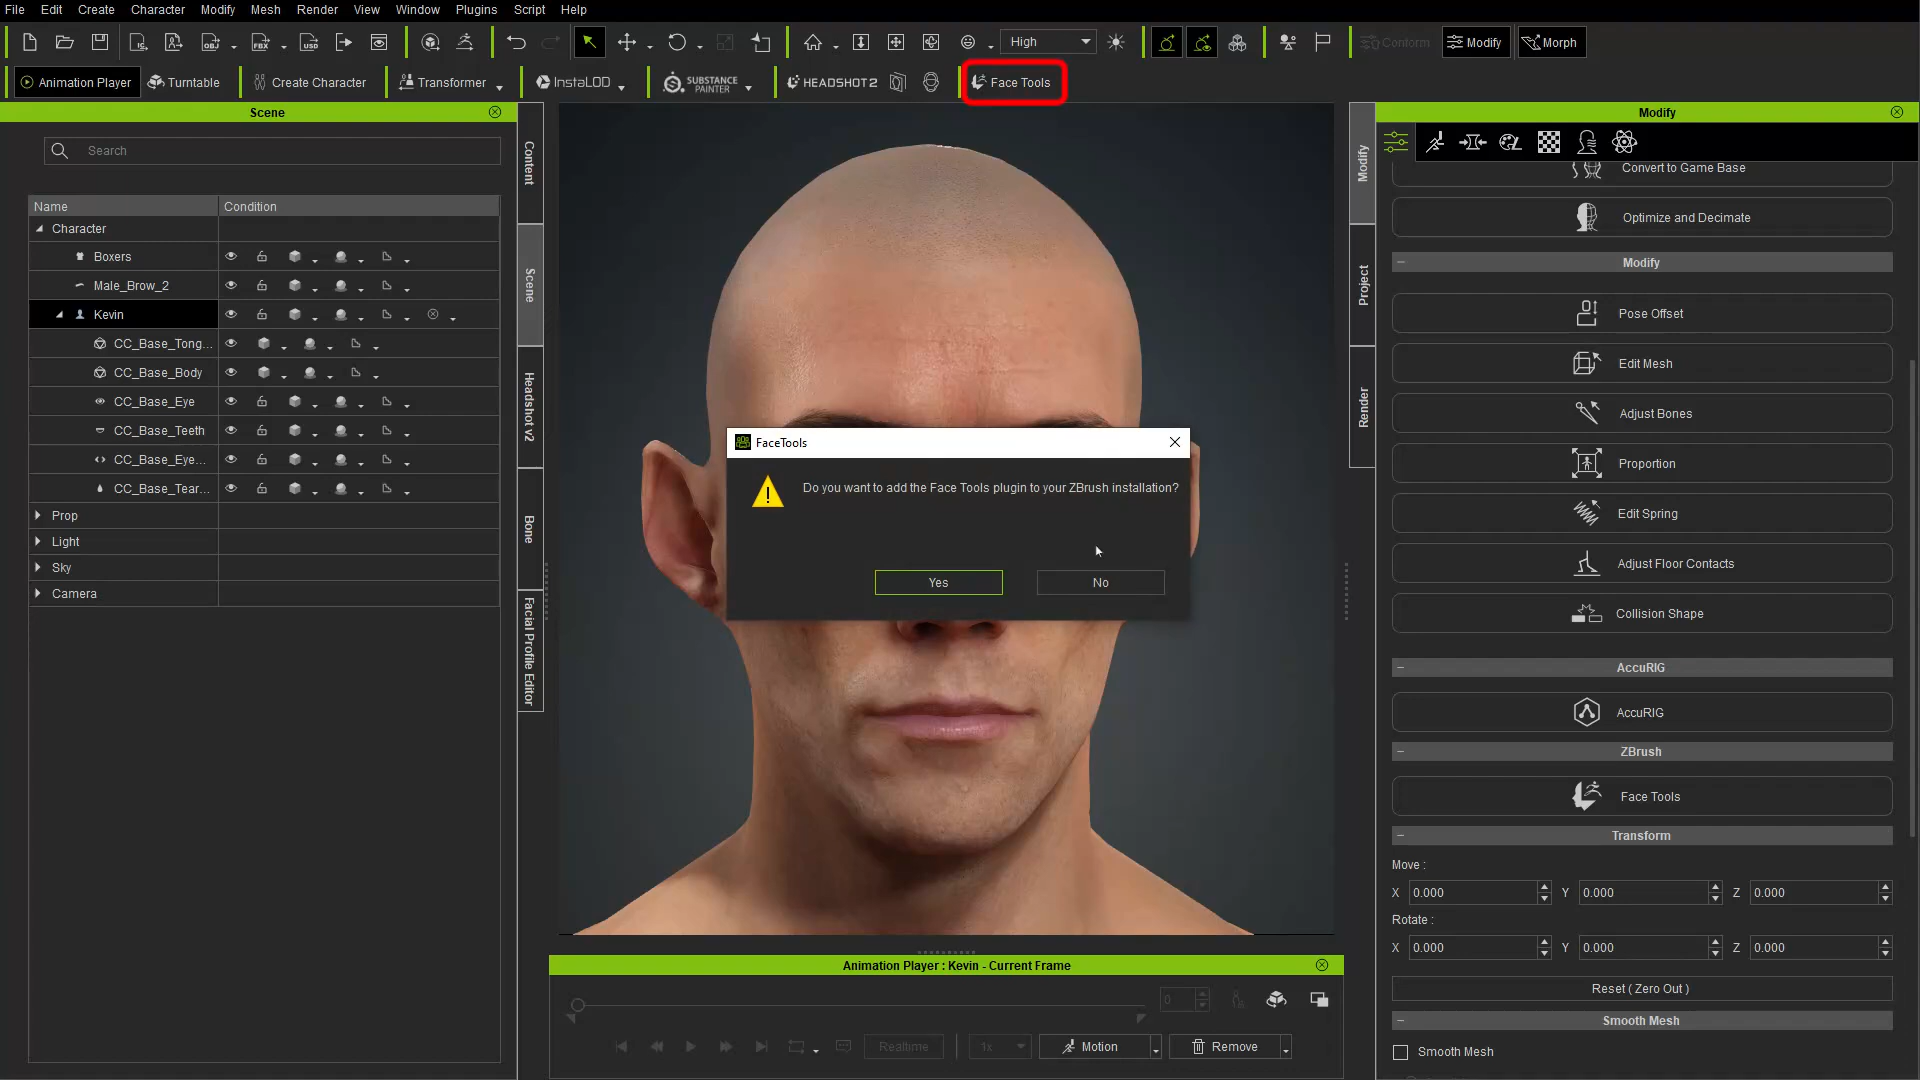 File Edit Create Character Modify Mesh Render View Window Plugins Script Help
High Conform Modify Morph
Animation Player Turntable Create Character Transformer InstaLOD SUBSTANCE PAINTER HEADSHOT 2 Face Tools
Scene
Search
Name Condition
Character
Boxers
Male_Brow_2
Kevin
CC_Base_Tong...
CC_Base_Body
CC_Base_Eye
CC_Base_Teeth
CC_Base_Eye...
CC_Base_Tear...
Prop
Light
Sky
Camera
Content
Scene
Headshot v2
Bone
Facial Profile Editor
FaceTools
Do you want to add the Face Tools plugin to your ZBrush installation?
Yes No
Animation Player : Kevin - Current Frame
0
Realtime 1x Motion Remove
Modify
Project
Render
Modify
Convert to Game Base
Optimize and Decimate
Modify
Pose Offset
Edit Mesh
Adjust Bones
Proportion
Edit Spring
Adjust Floor Contacts
Collision Shape
AccuRIG
AccuRIG
ZBrush
Face Tools
Transform
Move :
X 0.000 Y 0.000 Z 0.000
Rotate :
X 0.000 Y 0.000 Z 0.000
Reset ( Zero Out )
Smooth Mesh
Smooth Mesh